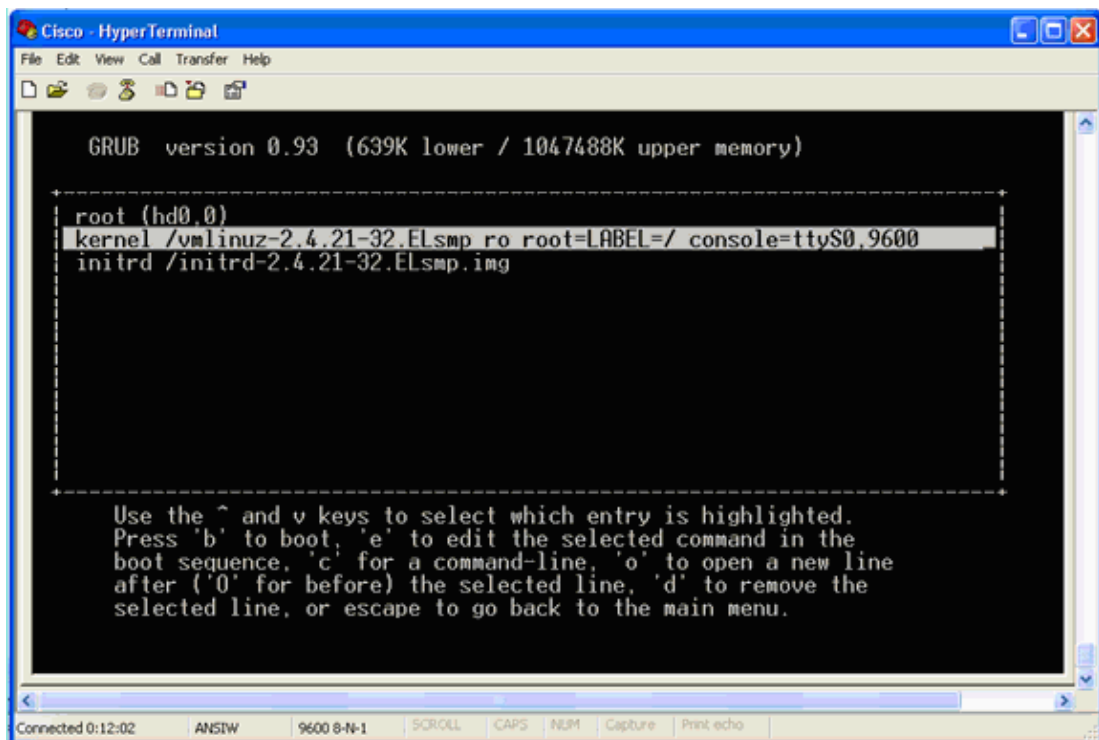 Cisco - HyperTerminal
File Edit View Call Transfer Help
GRUB version 0.93 (639K lower / 1047488K upper memory)
root (hd0,0)
kernel /vmlinuz-2.4.21-32.ELsmp ro root=LABEL=/ console=ttyS0,9600
initrd /initrd-2.4.21-32.ELsmp.img
Use the ^ and v keys to select which entry is highlighted.
Press 'b' to boot, 'e' to edit the selected command in the
boot sequence, 'c' for a command-line, 'o' to open a new line
after ('O' for before) the selected line, 'd' to remove the
selected line, or escape to go back to the main menu.
Connected 0:12:02 ANSIW 9600 8-N-1 SCROLL CAPS NUM Capture Print echo